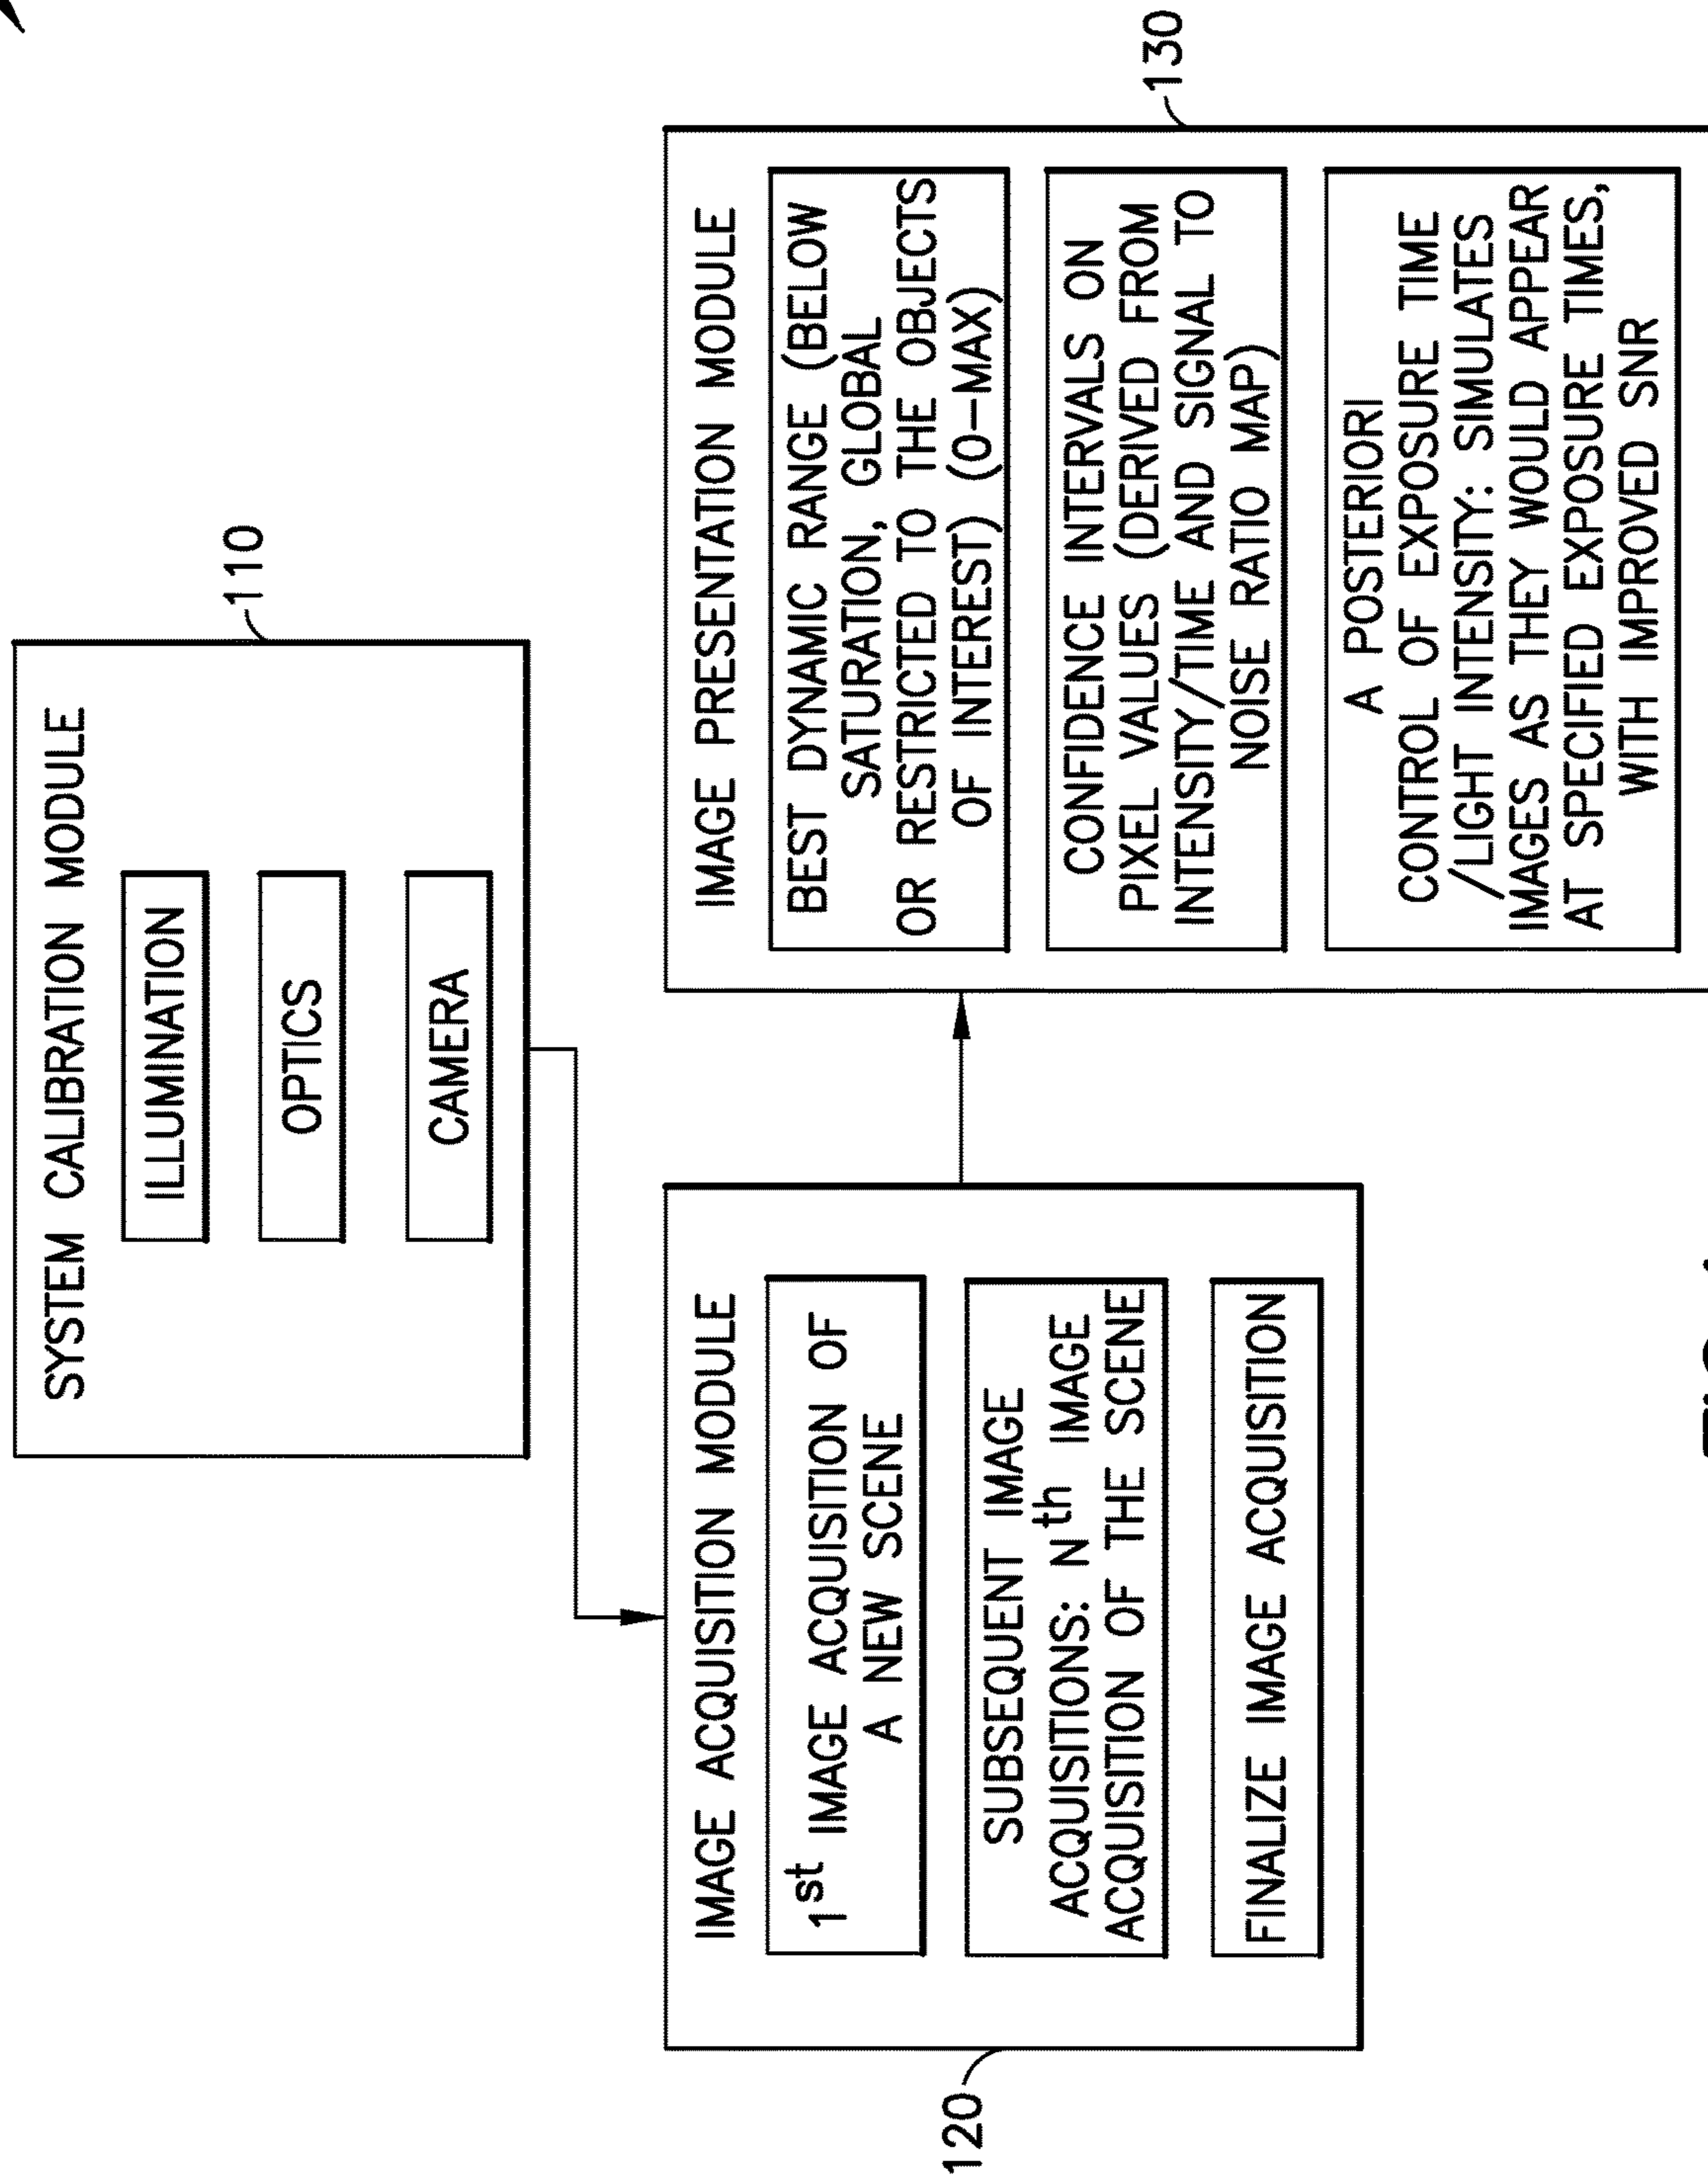 SYSTEM CALIBRATION MODULE
ILLUMINATION
OPTICS
CAMERA
110
IMAGE ACQUISITION MODULE
1st IMAGE ACQUISITION OF
A NEW SCENE
SUBSEQUENT IMAGE
ACQUISITIONS: Nth IMAGE
ACQUISITION OF THE SCENE
FINALIZE IMAGE ACQUISITION
120
IMAGE PRESENTATION MODULE
BEST DYNAMIC RANGE (BELOW
SATURATION, GLOBAL
OR RESTRICTED TO THE OBJECTS
OF INTEREST) (0-MAX)
CONFIDENCE INTERVALS ON
PIXEL VALUES (DERIVED FROM
INTENSITY/TIME AND SIGNAL TO
NOISE RATIO MAP)
A POSTERIORI
CONTROL OF EXPOSURE TIME
/LIGHT INTENSITY: SIMULATES
IMAGES AS THEY WOULD APPEAR
AT SPECIFIED EXPOSURE TIMES,
WITH IMPROVED SNR
130